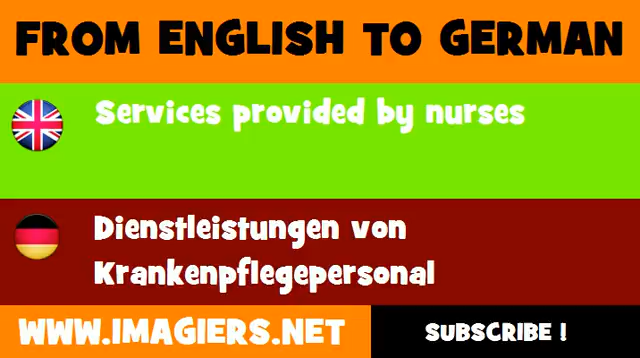 FROM ENGLISH TO GERMAN
Services provided by nurses
Dienstleistungen von
Krankenpflegepersonal
WWW.IMAGIERS.NET
SUBSCRIBE !